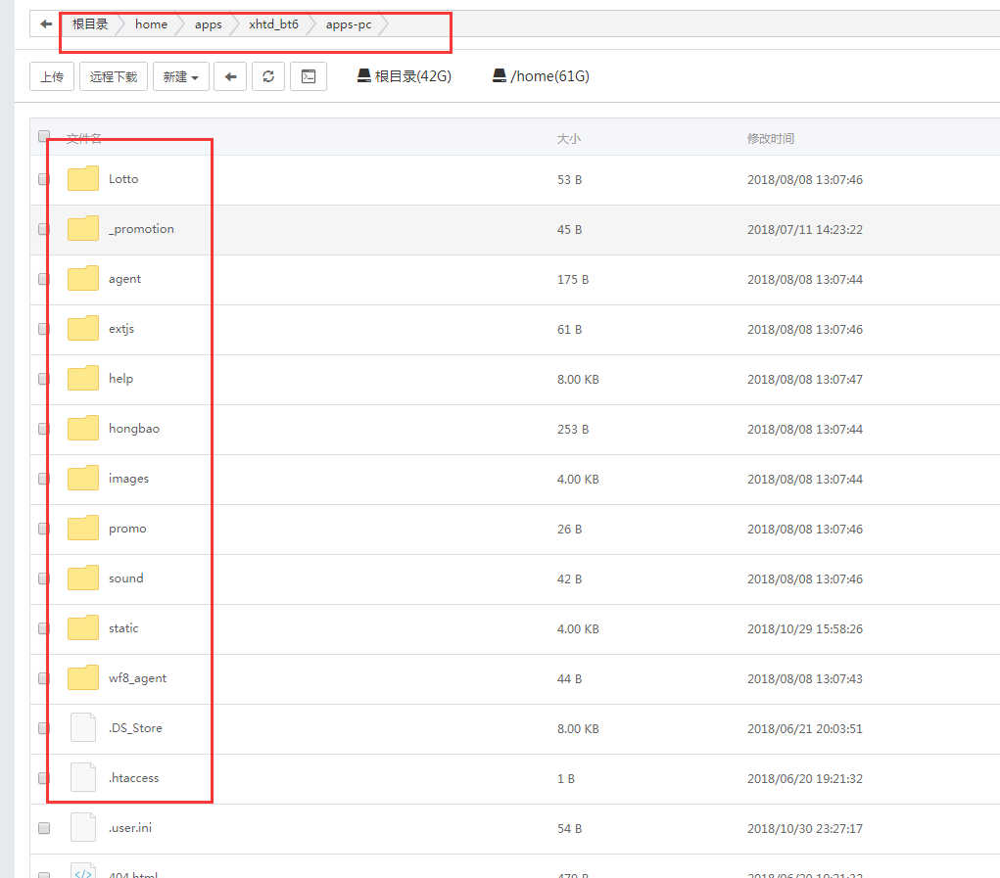 根目录 home apps xhtd_bt6 apps-pc
上传 远程下载 新建 根目录(42G) /home(61G)
文件名 大小 修改时间
Lotto 53 B 2018/08/08 13:07:46
_promotion 45 B 2018/07/11 14:23:22
agent 175 B 2018/08/08 13:07:44
extjs 61 B 2018/08/08 13:07:46
help 8.00 KB 2018/08/08 13:07:47
hongbao 253 B 2018/08/08 13:07:44
images 4.00 KB 2018/08/08 13:07:44
promo 26 B 2018/08/08 13:07:46
sound 42 B 2018/08/08 13:07:46
static 4.00 KB 2018/10/29 15:58:26
wf8_agent 44 B 2018/08/08 13:07:43
.DS_Store 8.00 KB 2018/06/21 20:03:51
.htaccess 1 B 2018/06/20 19:21:32
.user.ini 54 B 2018/10/30 23:27:17
404.html 479 B 2018/06/20 19:21:32